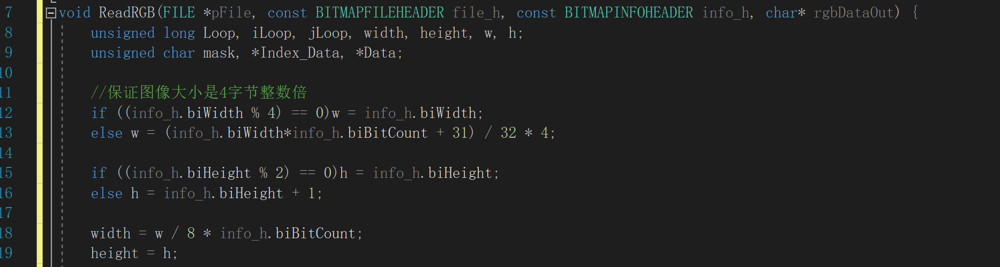 7 void ReadRGB(FILE *pFile, const BITMAPFILEHEADER file_h, const BITMAPINFOHEADER info_h, char* rgbDataOut) {
8 unsigned long Loop, iLoop, jLoop, width, height, w, h;
9 unsigned char mask, *Index_Data, *Data;
10
11 //保证图像大小是4字节整数倍
12 if ((info_h.biWidth % 4) == 0)w = info_h.biWidth;
13 else w = (info_h.biWidth*info_h.biBitCount + 31) / 32 * 4;
14
15 if ((info_h.biHeight % 2) == 0)h = info_h.biHeight;
16 else h = info_h.biHeight + 1;
17
18 width = w / 8 * info_h.biBitCount;
19 height = h;